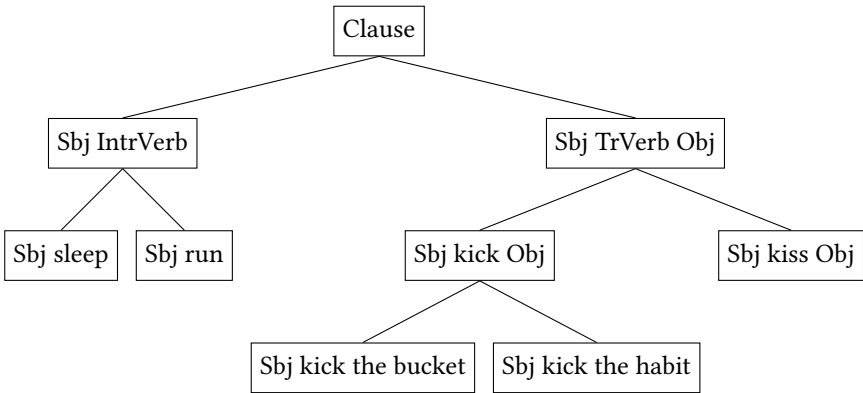 Clause
Sbj IntrVerb
Sbj TrVerb Obj
Sbj sleep
Sbj run
Sbj kick Obj
Sbj kiss Obj
Sbj kick the bucket
Sbj kick the habit